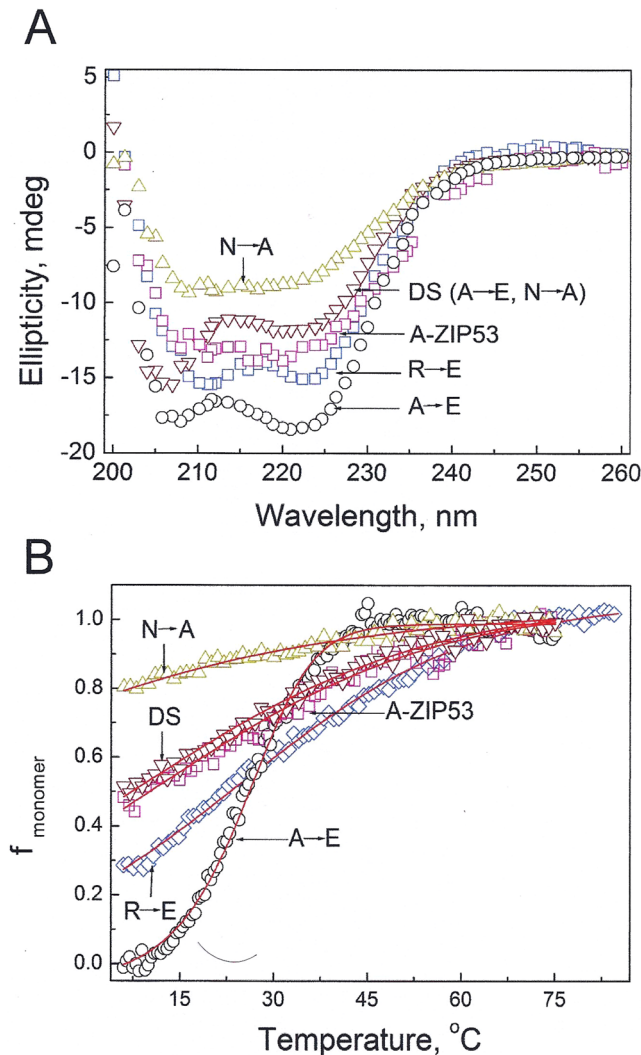 A
5
0
-5
-10
-15
-20
Ellipticity, mdeg
N→A
DS (A→E, N→A)
A-ZIP53
R→E
A→E
200 210 220 230 240 250 260
Wavelength, nm
B
1.0
0.8
0.6
0.4
0.2
0.0
f monomer
N→A
DS
A-ZIP53
A→E
R→E
15 30 45 60 75
Temperature, °C